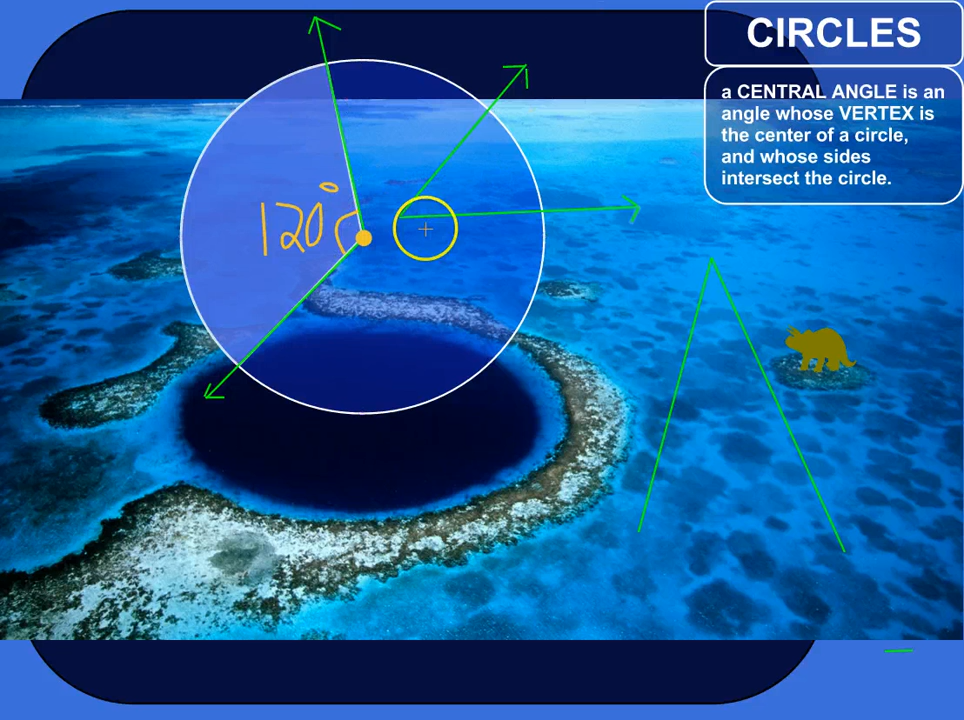 CIRCLES
a CENTRAL ANGLE is an
angle whose VERTEX is
the center of a circle,
and whose sides
intersect the circle.
120°